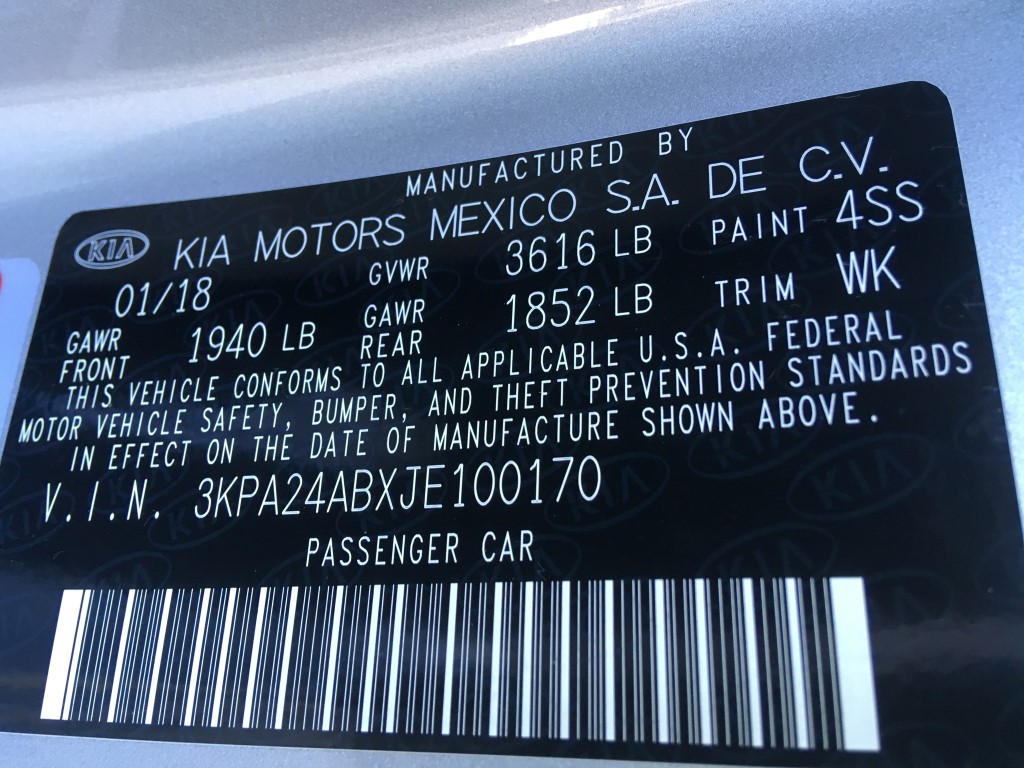 MANUFACTURED BY
KIA KIA MOTORS MEXICO S.A. DE C.V.
01/18 GVWR 3616 LB PAINT 4SS
GAWR FRONT 1940 LB GAWR REAR 1852 LB TRIM WK
THIS VEHICLE CONFORMS TO ALL APPLICABLE U.S.A. FEDERAL
MOTOR VEHICLE SAFETY, BUMPER, AND THEFT PREVENTION STANDARDS
IN EFFECT ON THE DATE OF MANUFACTURE SHOWN ABOVE.
V.I.N. 3KPA24ABXJE100170
PASSENGER CAR